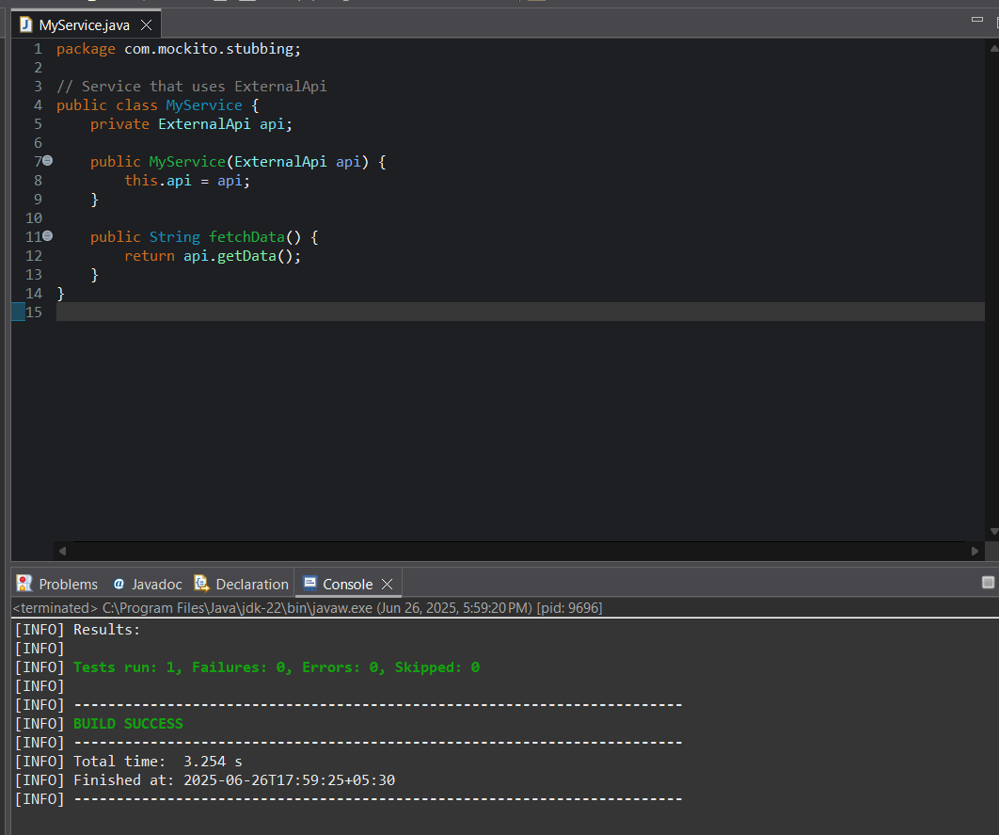 MyService.java
1 package com.mockito.stubbing;
2
3 // Service that uses ExternalApi
4 public class MyService {
5     private ExternalApi api;
6
7     public MyService(ExternalApi api) {
8         this.api = api;
9     }
10
11     public String fetchData() {
12         return api.getData();
13     }
14 }
15
Problems @ Javadoc Declaration Console
<terminated> C:\Program Files\Java\jdk-22\bin\javaw.exe (Jun 26, 2025, 5:59:20 PM) [pid: 9696]
[INFO] Results:
[INFO]
[INFO] Tests run: 1, Failures: 0, Errors: 0, Skipped: 0
[INFO]
[INFO] ------------------------------------------------------------------------
[INFO] BUILD SUCCESS
[INFO] ------------------------------------------------------------------------
[INFO] Total time:  3.254 s
[INFO] Finished at: 2025-06-26T17:59:25+05:30
[INFO] ------------------------------------------------------------------------